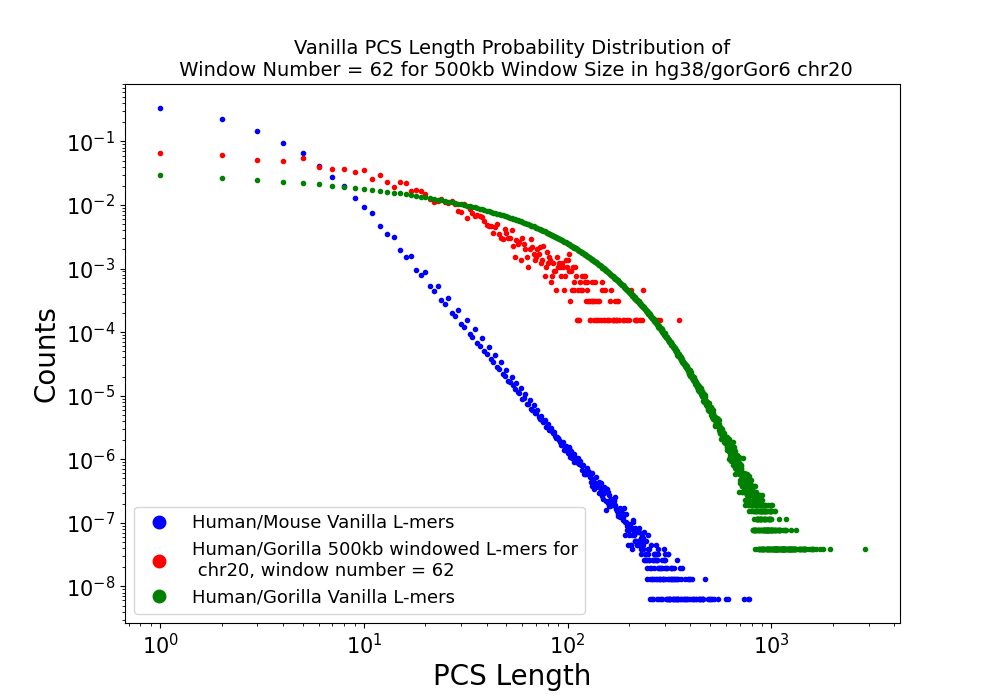 Vanilla PCS Length Probability Distribution of
Window Number = 62 for 500kb Window Size in hg38/gorGor6 chr20
Counts
10^-1
10^-2
10^-3
10^-4
10^-5
10^-6
10^-7
10^-8
Human/Mouse Vanilla L-mers
Human/Gorilla 500kb windowed L-mers for
chr20, window number = 62
Human/Gorilla Vanilla L-mers
10^0 10^1 10^2 10^3
PCS Length